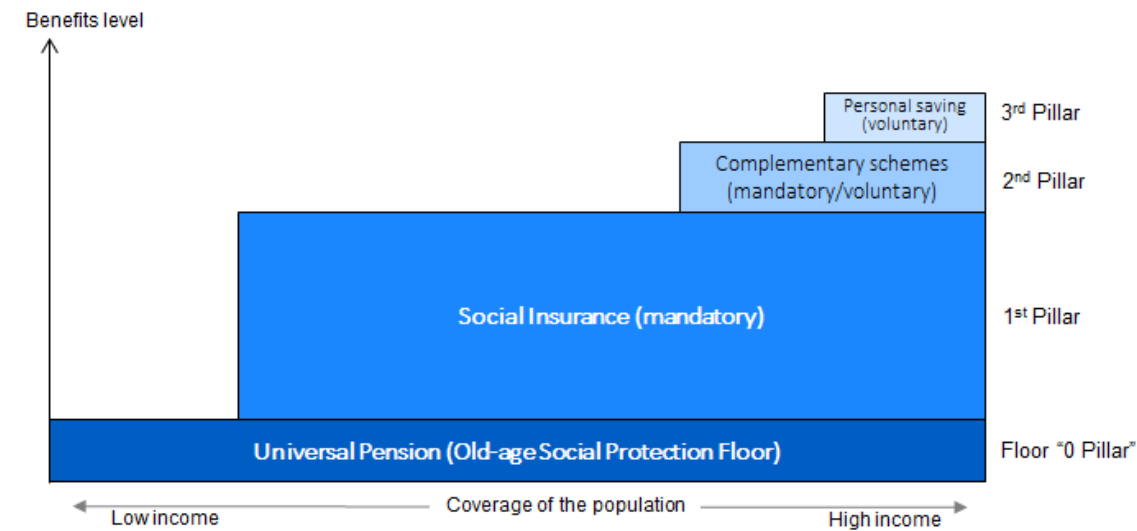 Benefits level
Personal saving
(voluntary)
3rd Pillar
Complementary schemes
(mandatory/voluntary)
2nd Pillar
Social Insurance (mandatory)
1st Pillar
Universal Pension (Old-age Social Protection Floor)
Floor “0 Pillar”
Coverage of the population
Low income
High income